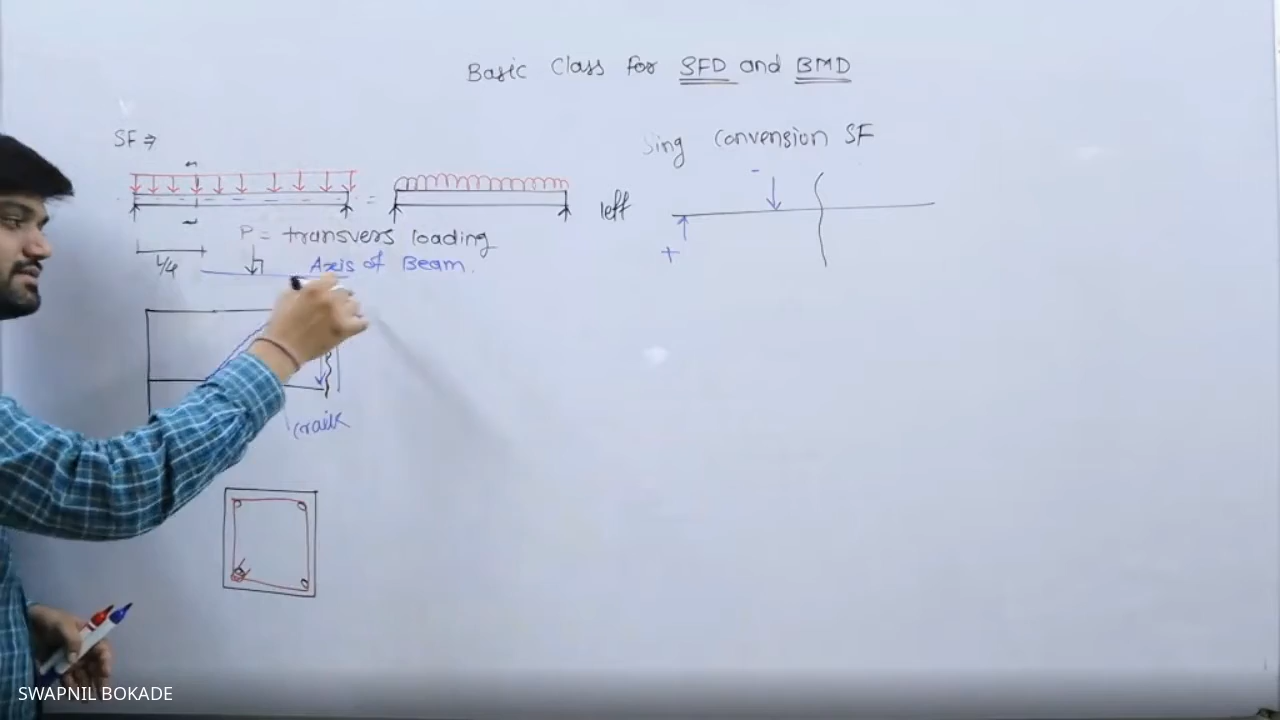 Basic Class for SFD and BMD
SF ⇒
Sing Convension SF
-
=
leff
+
P = transvers loading
L/4
Axis of Beam.
Craik
SWAPNIL BOKADE